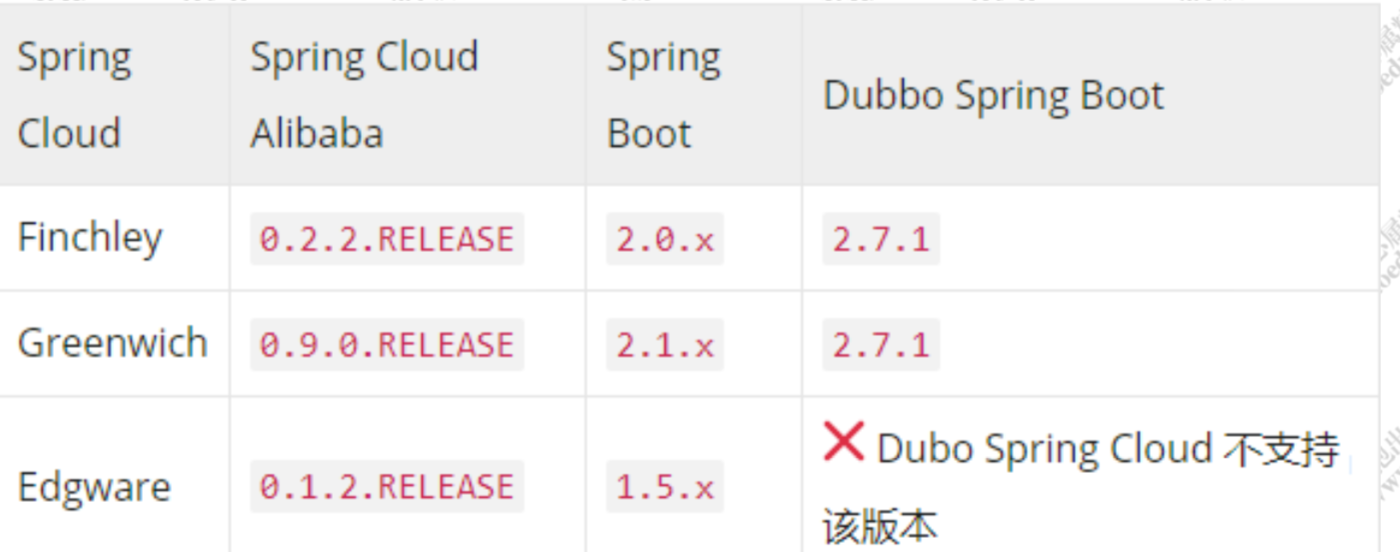 Spring Cloud
Spring Cloud Alibaba
Spring Boot
Dubbo Spring Boot
Finchley
0.2.2.RELEASE
2.0.x
2.7.1
Greenwich
0.9.0.RELEASE
2.1.x
2.7.1
Edgware
0.1.2.RELEASE
1.5.x
❌ Dubo Spring Cloud 不支持
该版本